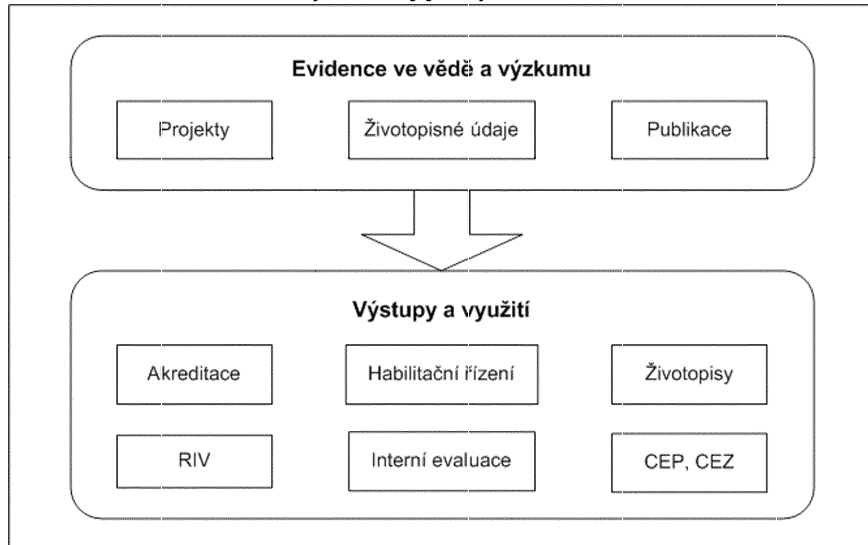 Evidence ve vědě a výzkumu
Projekty
Životopisné údaje
Publikace
Výstupy a využití
Akreditace
Habilitační řízení
Životopisy
RIV
Interní evaluace
CEP, CEZ